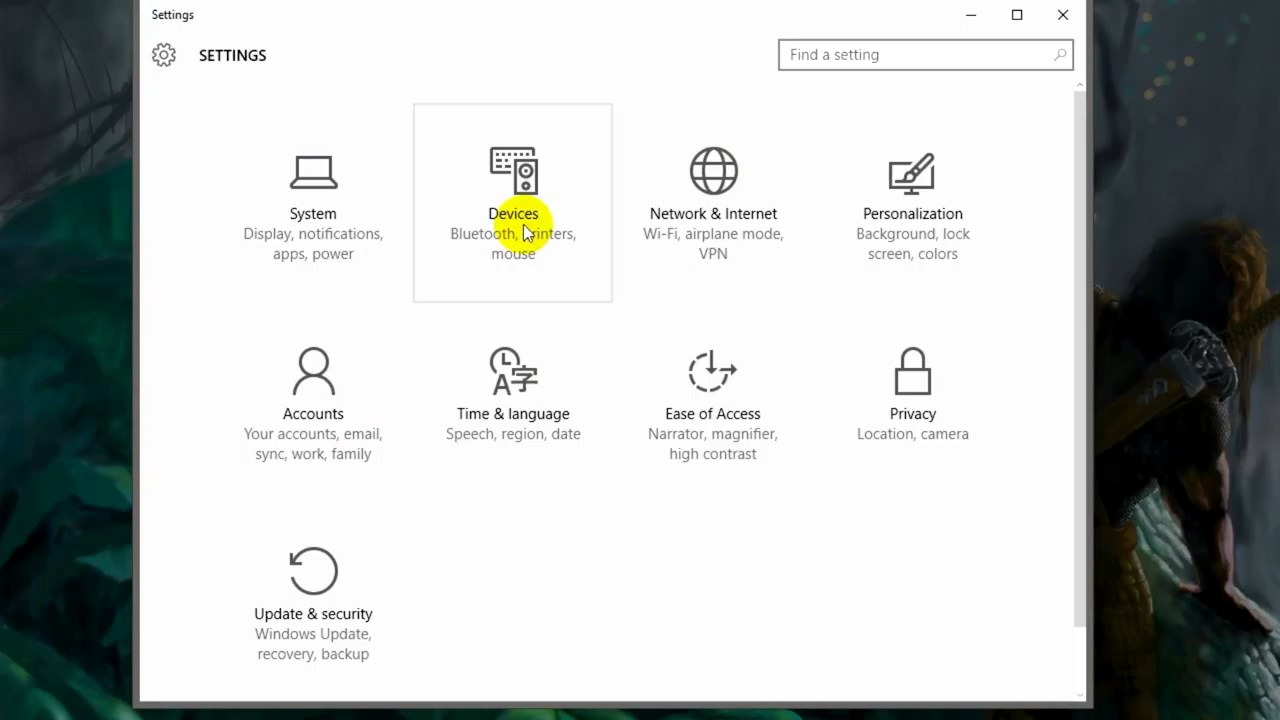 Settings
SETTINGS
Find a setting
System
Display, notifications,
apps, power
Devices
Bluetooth, printers,
mouse
Network & Internet
Wi-Fi, airplane mode,
VPN
Personalization
Background, lock
screen, colors
Accounts
Your accounts, email,
sync, work, family
Time & language
Speech, region, date
Ease of Access
Narrator, magnifier,
high contrast
Privacy
Location, camera
Update & security
Windows Update,
recovery, backup